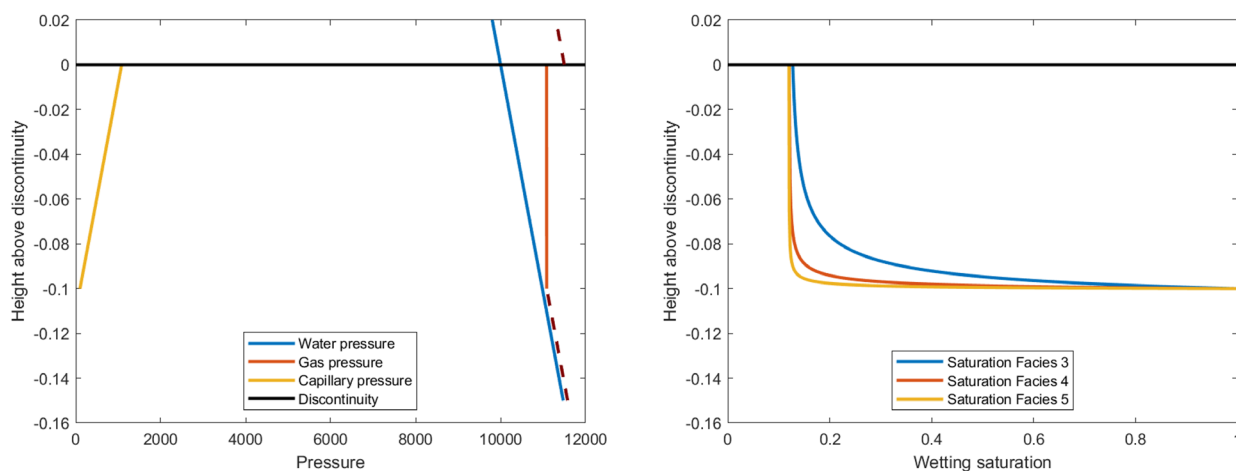 0.02
0
-0.02
-0.04
-0.06
-0.08
-0.1
-0.12
-0.14
-0.16
Height above discontinuity
Water pressure
Gas pressure
Capillary pressure
Discontinuity
0 2000 4000 6000 8000 10000 12000
Pressure
0.02
0
-0.02
-0.04
-0.06
-0.08
-0.1
-0.12
-0.14
-0.16
Height above discontinuity
Saturation Facies 3
Saturation Facies 4
Saturation Facies 5
0 0.2 0.4 0.6 0.8 1
Wetting saturation